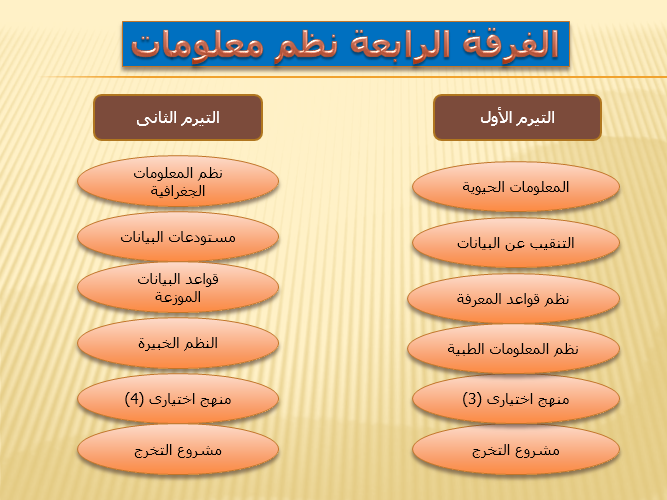 الفرقة الرابعة نظم معلومات
التيرم الأول
المعلومات الحيوية
التنقيب عن البيانات
نظم قواعد المعرفة
نظم المعلومات الطبية
منهج اختيارى (3)
مشروع التخرج
التيرم الثانى
نظم المعلومات
الجغرافية
مستودعات البيانات
قواعد البيانات
الموزعة
النظم الخبيرة
منهج اختيارى (4)
مشروع التخرج